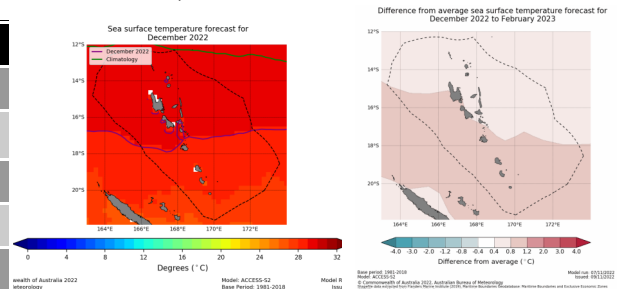 Sea surface temperature forecast for
December 2022
12°S
14°S
16°S
18°S
20°S
December 2022
Climatology
164°E
166°E
168°E
170°E
172°E
0 4 8 12 16 20 24 28 32
Degrees (°C)
wealth of Australia 2022
eteorology
Model: ACCESS-S2
Base Period: 1981-2018
Model R
Issu
Difference from average sea surface temperature forecast for
December 2022 to February 2023
12°S
14°S
16°S
18°S
20°S
164°E
166°E
168°E
170°E
172°E
-4.0 -3.0 -2.0 -1.2 -0.8 -0.4 0.4 0.8 1.2 2.0 3.0 4.0
Difference from average (°C)
Base period: 1981-2018
Model: ACCESS-S2
Model run: 07/11/2022
Issued: 09/11/2022
© Commonwealth of Australia 2022, Australian Bureau of Meteorology